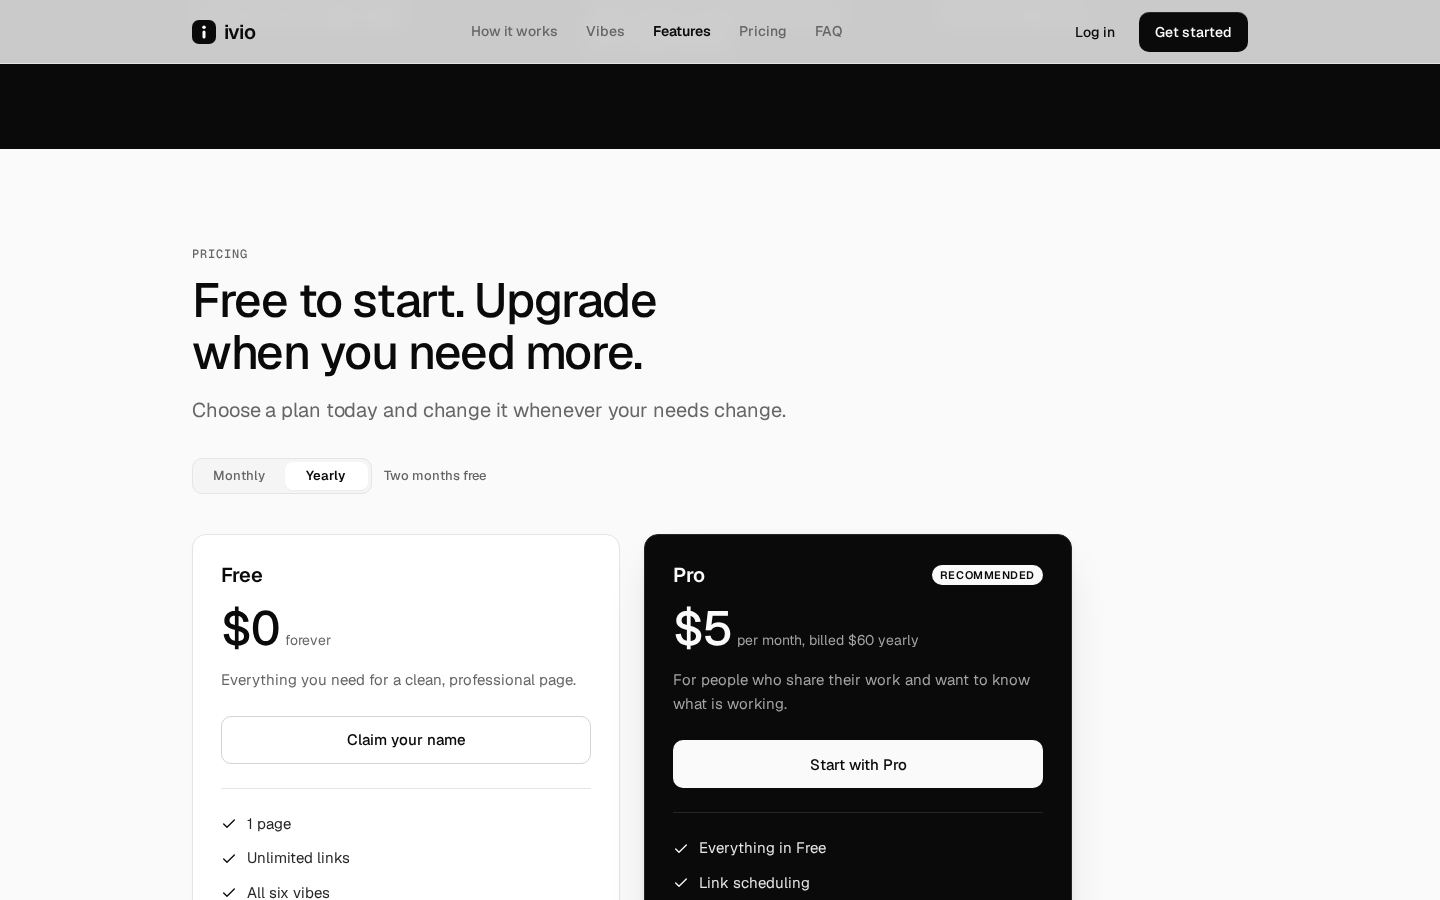 ivio
How it works
Vibes
Features
Pricing
FAQ
Log in
Get started
PRICING
Free to start. Upgrade
when you need more.
Choose a plan today and change it whenever your needs change.
Monthly
Yearly
Two months free
Free
$0 forever
Everything you need for a clean, professional page.
Claim your name
1 page
Unlimited links
All six vibes
Pro
RECOMMENDED
$5 per month, billed $60 yearly
For people who share their work and want to know
what is working.
Start with Pro
Everything in Free
Link scheduling